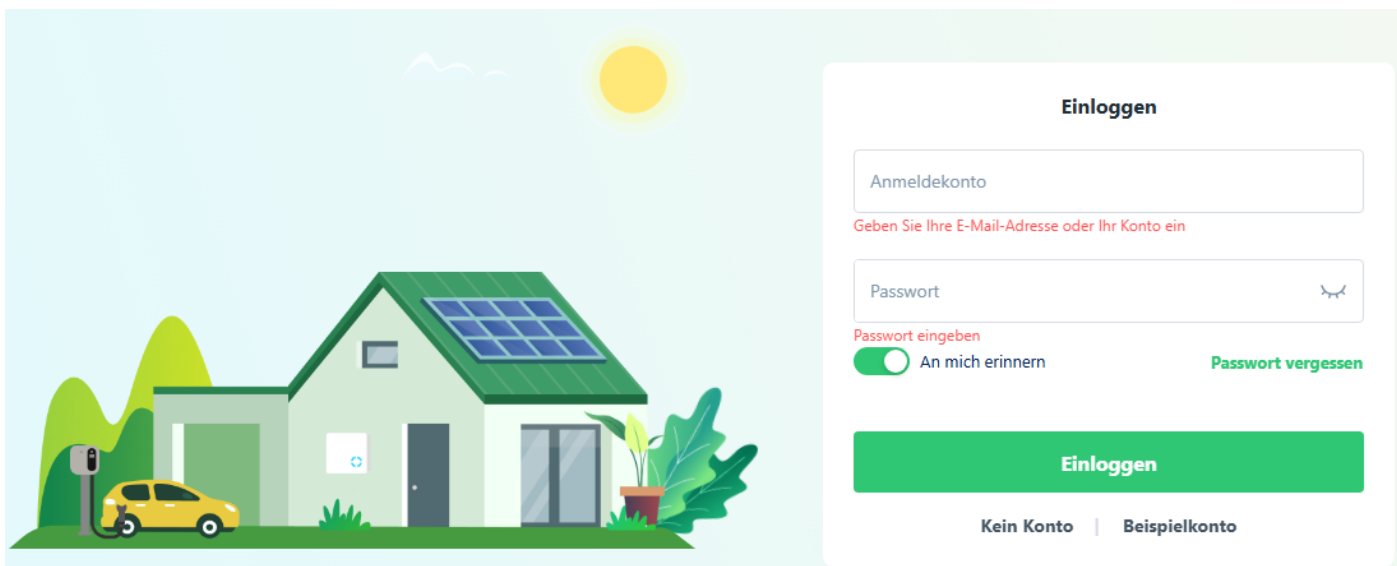 Einloggen
Anmeldekonto
Geben Sie Ihre E-Mail-Adresse oder Ihr Konto ein
Passwort
Passwort eingeben
An mich erinnern Passwort vergessen
Einloggen
Kein Konto | Beispielkonto